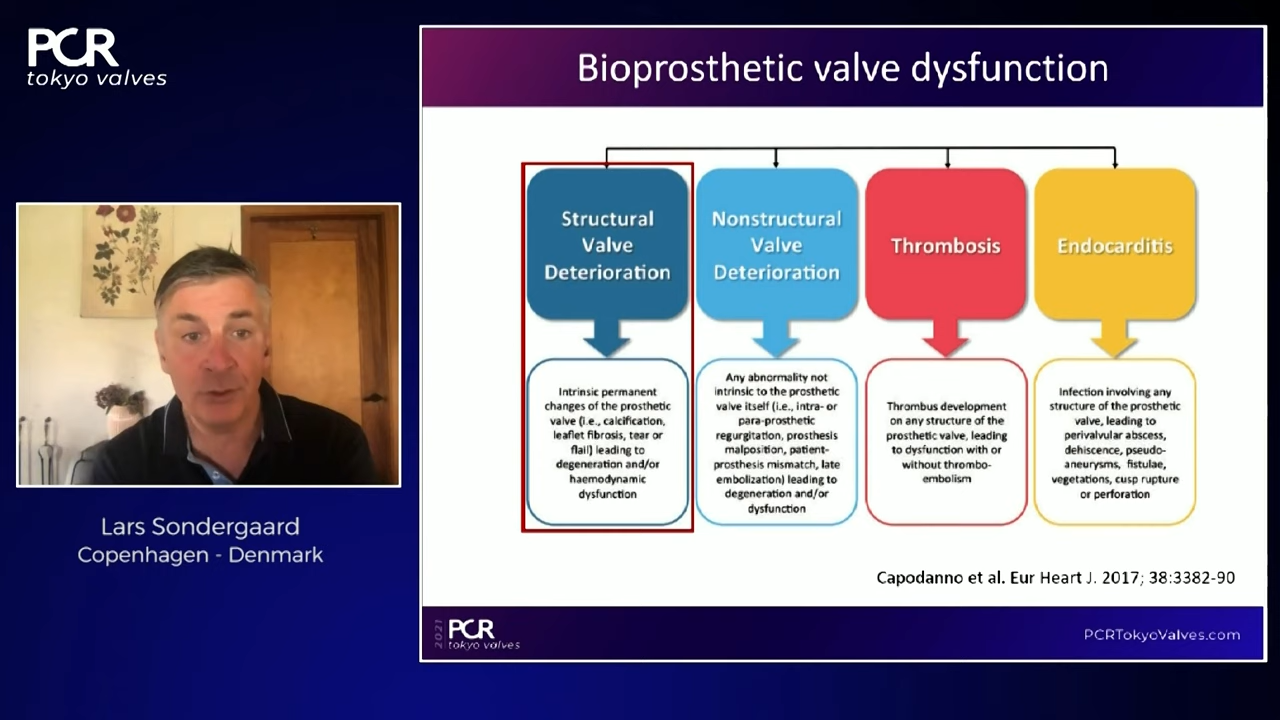 PCR
tokyo valves
Lars Sondergaard
Copenhagen - Denmark
Bioprosthetic valve dysfunction
Structural
Valve
Deterioration
Nonstructural
Valve
Deterioration
Thrombosis
Endocarditis
Intrinsic permanent
changes of the prosthetic
valve (i.e., calcification,
leaflet fibrosis, tear or
flail) leading to
degeneration and/or
haemodynamic
dysfunction
Any abnormality not
intrinsic to the prosthetic
valve itself (i.e., intra- or
para-prosthetic
regurgitation, prosthesis
malposition, patient-
prosthesis mismatch, late
embolization) leading to
degeneration and/or
dysfunction
Thrombus development
on any structure of the
prosthetic valve, leading
to dysfunction with or
without thrombo-
embolism
Infection involving any
structure of the prosthetic
valve, leading to
perivalvular abscess,
dehiscence, pseudo-
aneurysms, fistulae,
vegetations, cusp rupture
or perforation
Capodanno et al. Eur Heart J. 2017; 38:3382-90
2021
PCR
tokyo valves
PCRTokyoValves.com